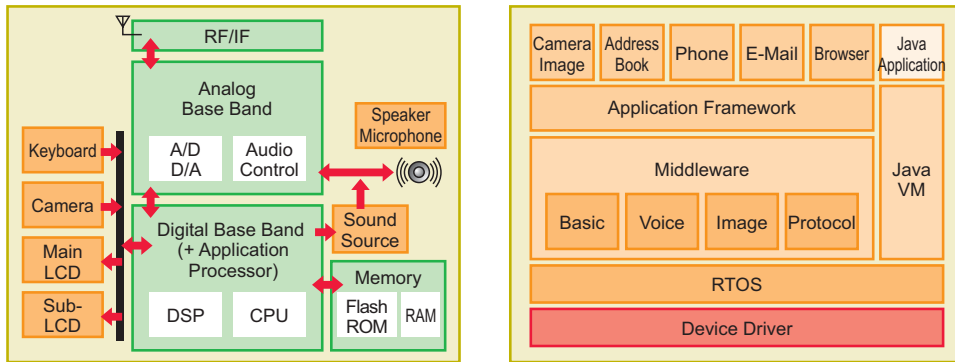 RF/IF
Analog
Base Band
A/D
D/A
Audio
Control
Speaker
Microphone
Keyboard
Camera
Main
LCD
Sub-
LCD
Digital Base Band
(+ Application
Processor)
DSP
CPU
Sound
Source
Memory
Flash
ROM
RAM
Camera
Image
Address
Book
Phone
E-Mail
Browser
Java
Application
Application Framework
Middleware
Basic
Voice
Image
Protocol
Java
VM
RTOS
Device Driver